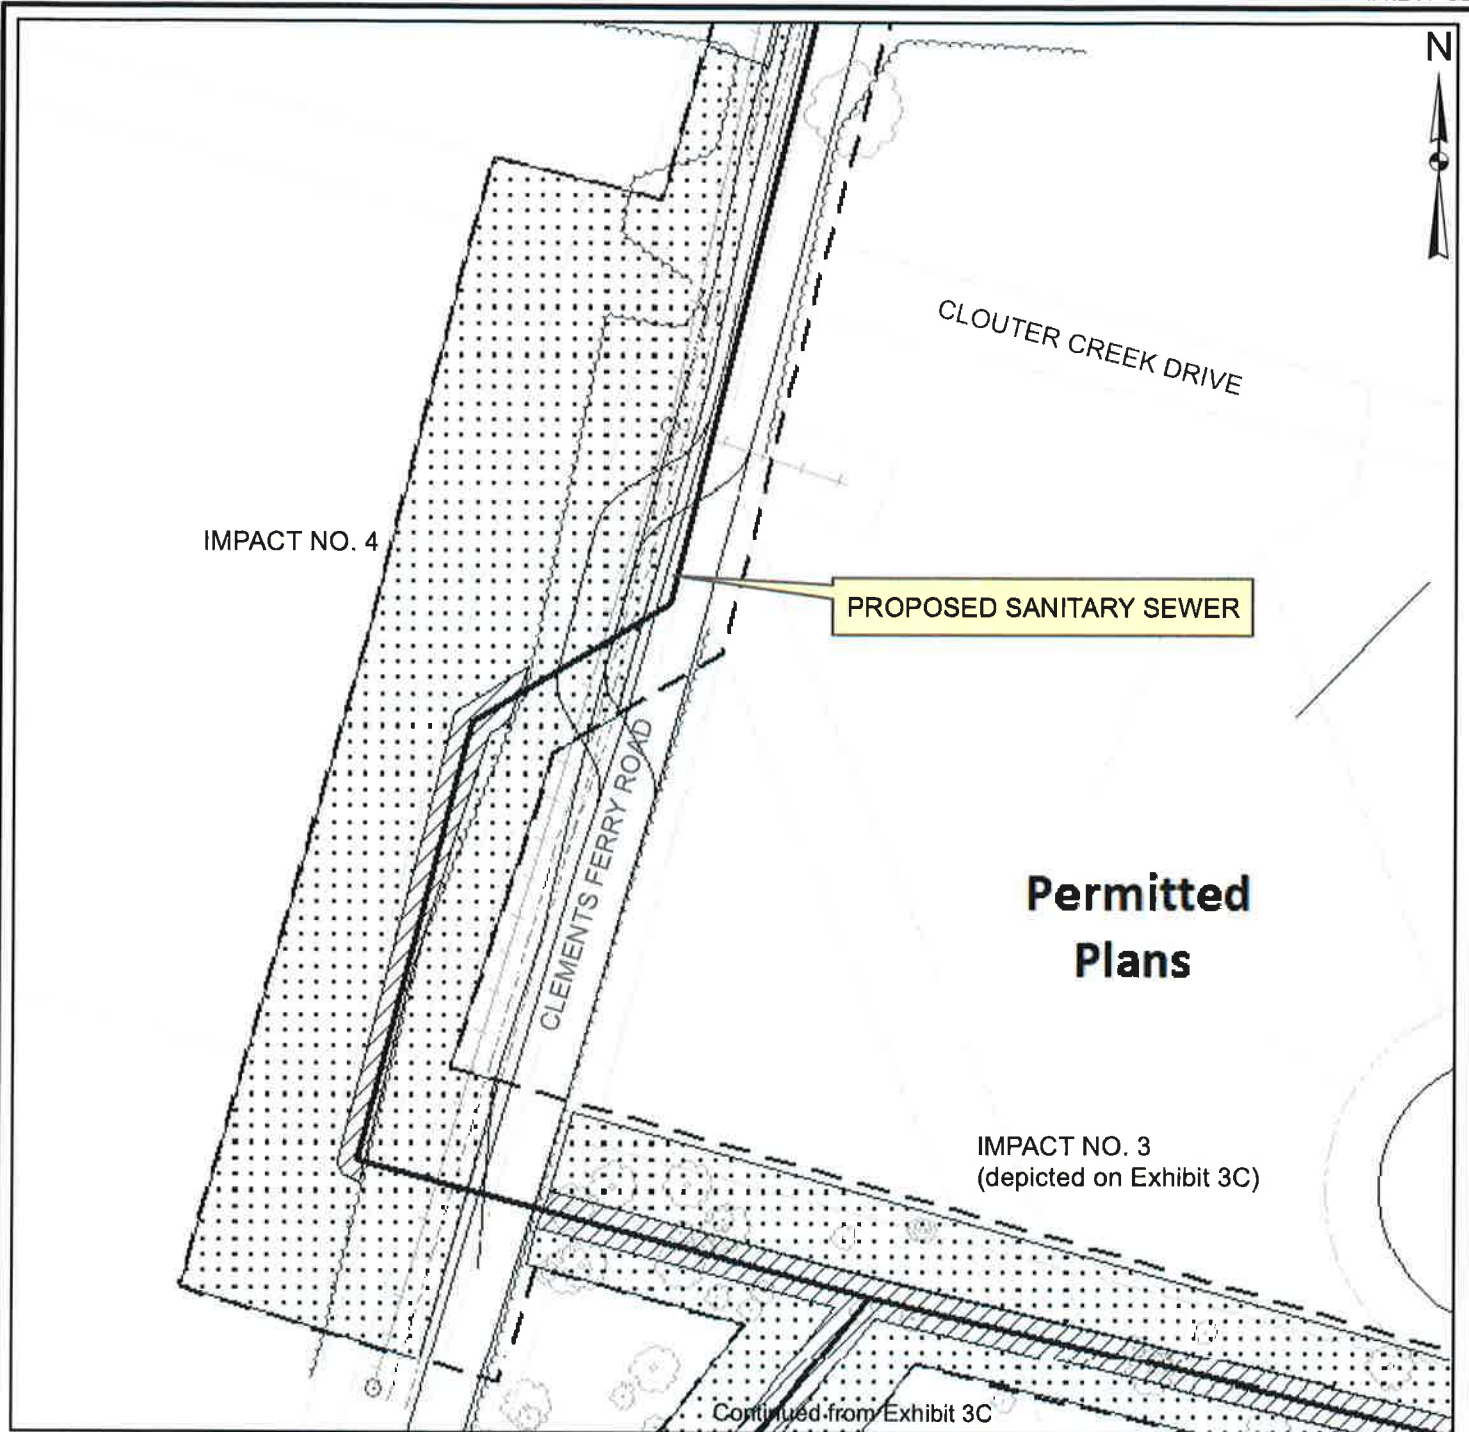 N
CLOUTER CREEK DRIVE
IMPACT NO. 4
PROPOSED SANITARY SEWER
CLEMENTS FERRY ROAD
Permitted
Plans
IMPACT NO. 3
(depicted on Exhibit 3C)
Continued from Exhibit 3C